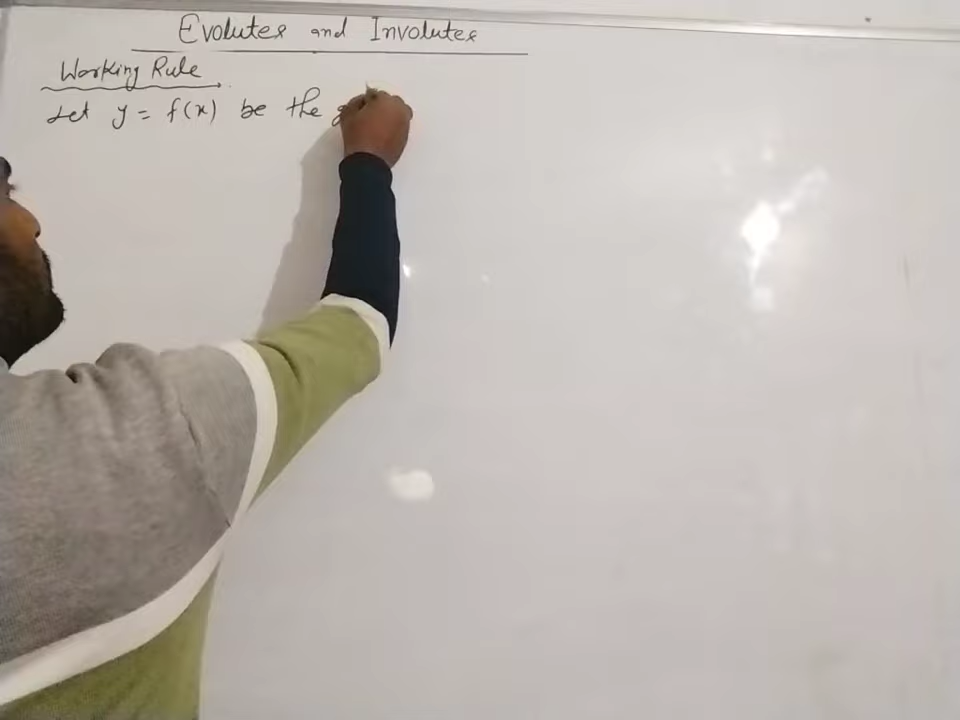 Evolutes and Involutes
Working Rule
Let y = f(x) be the